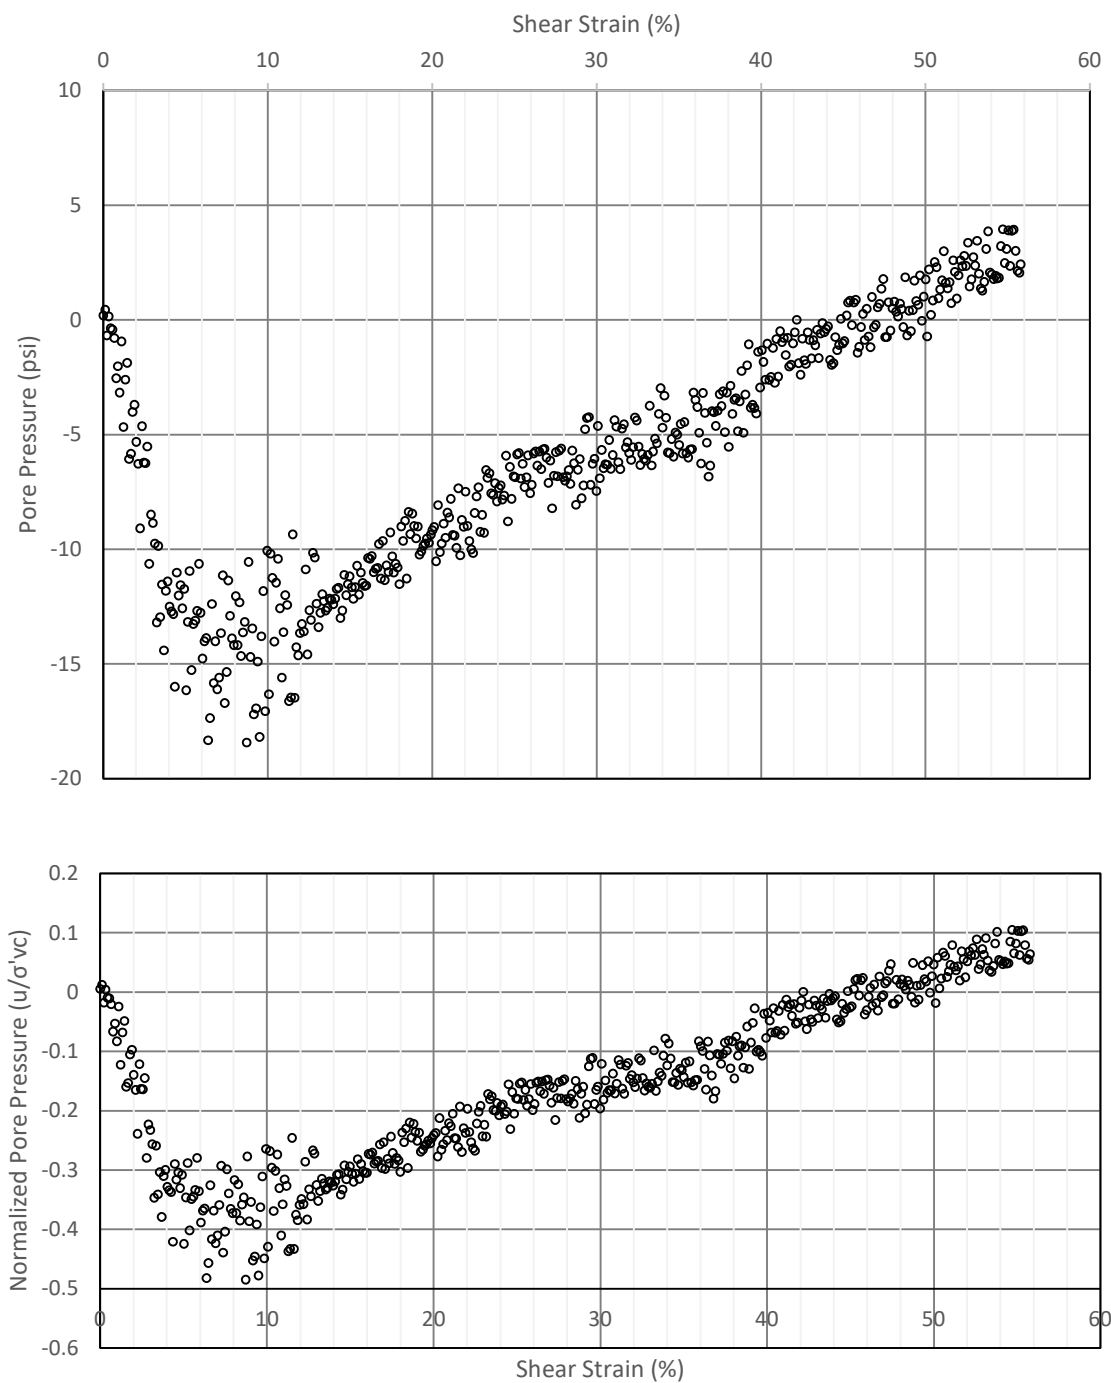 Shear Strain (%)
0 10 20 30 40 50 60
10
5
0
-5
-10
-15
-20
Pore Pressure (psi)
0.2
0.1
0
-0.1
-0.2
-0.3
-0.4
-0.5
-0.6
Normalized Pore Pressure (u/σ'vc)
0 10 20 30 40 50 60
Shear Strain (%)